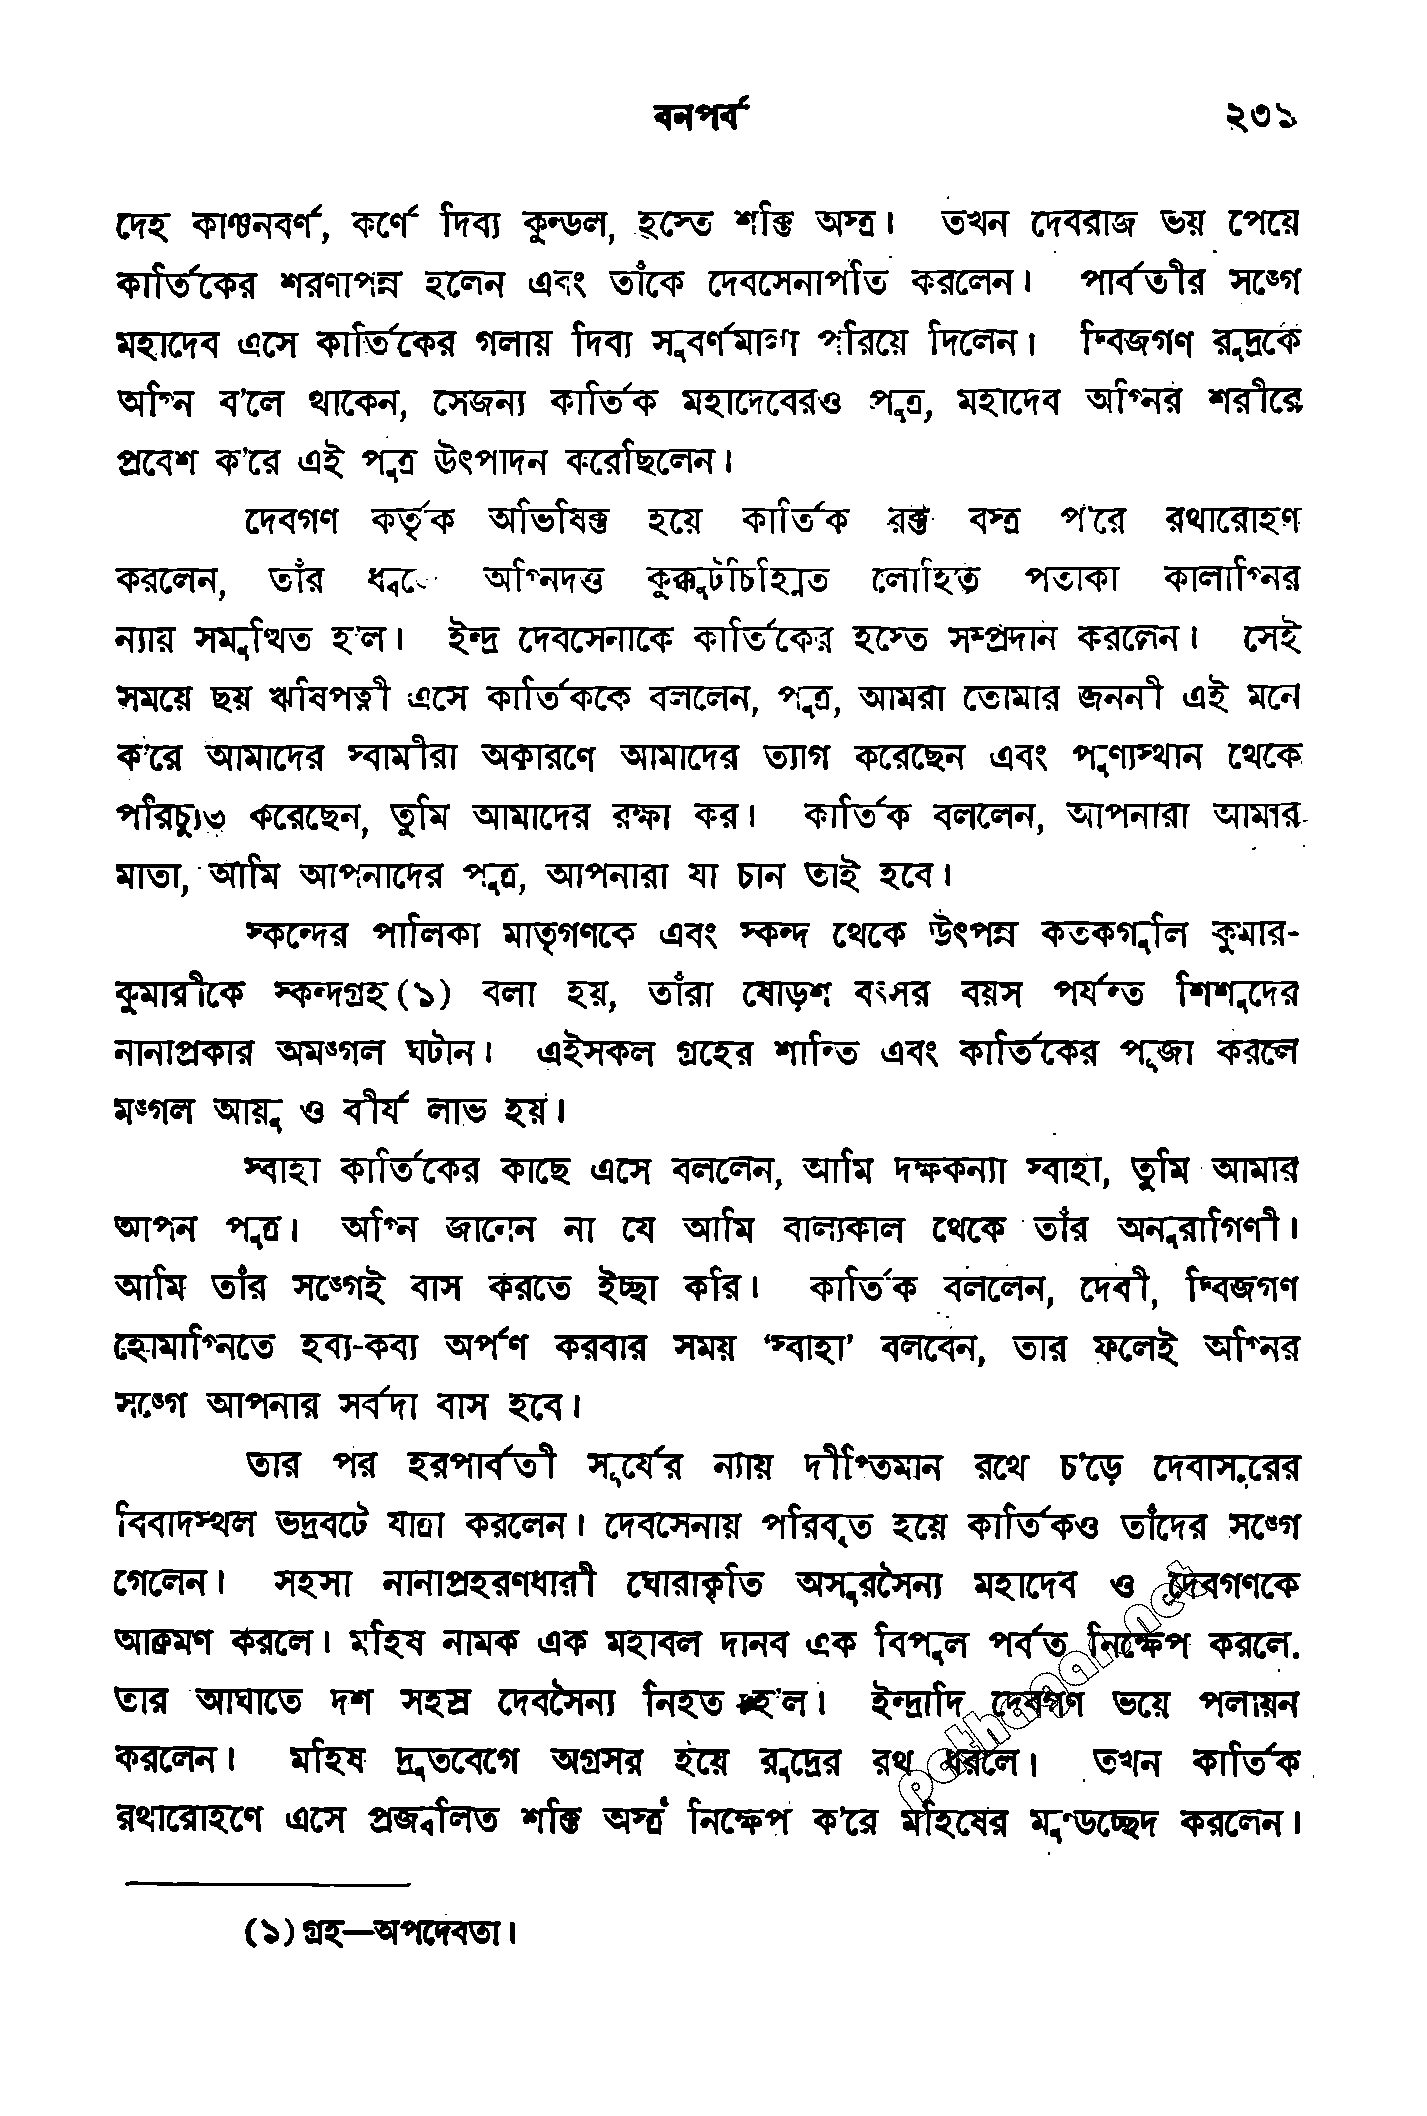 বনপর্ব ২৩১
দেহ কাঞ্চনবর্ণ, কর্ণে দিব্য কুন্ডল, হস্তে শক্তি অস্ত্র। তখন দেবরাজ ভয় পেয়ে
কার্তিকের শরণাপন্ন হলেন এবং তাঁকে দেবসেনাপতি করলেন। পার্বতীর সঙ্গে
মহাদেব এসে কার্তিকের গলায় দিব্য সুবর্ণমালা পরিয়ে দিলেন। দ্বিজগণ রুদ্রকে
অগ্নি ব'লে থাকেন, সেজন্য কার্তিক মহাদেবেরও পুত্র, মহাদেব অগ্নির শরীরে
প্রবেশ ক'রে এই পুত্র উৎপাদন করেছিলেন।
দেবগণ কর্তৃক অভিষিক্ত হয়ে কার্তিক রক্ত বস্ত্র প'রে রথারোহণ
করলেন, তাঁর অগ্নিদত্ত কুক্কুটচিহ্নিত লোহিত পতাকা কালাগ্নির
ন্যায় সমুত্থিত হ'ল। ইন্দ্র দেবসেনাকে কার্তিকের হস্তে সম্প্রদান করলেন। সেই
সময়ে ছয় ঋষিপত্নী এসে কার্তিককে বললেন, পুত্র, আমরা তোমার জননী এই মনে
ক'রে আমাদের স্বামীরা অকারণে আমাদের ত্যাগ করেছেন এবং পুণ্যস্থান থেকে
পরিচ্যুত করেছেন, তুমি আমাদের রক্ষা কর। কার্তিক বললেন, আপনারা আমার
মাতা, আমি আপনাদের পুত্র, আপনারা যা চান তাই হবে।
স্কন্দের পালিকা মাতৃগণকে এবং স্কন্দ থেকে উৎপন্ন কতকগুলি কুমার-
কুমারীকে স্কন্দগ্রহ(১) বলা হয়, তাঁরা ষোড়শ বৎসর বয়স পর্যন্ত শিশুদের
নানাপ্রকার অমঙ্গল ঘটান। এইসকল গ্রহের শান্তি এবং কার্তিকের পূজা করলে
মঙ্গল আয়ু ও বীর্য লাভ হয়।
স্বাহা কার্তিকের কাছে এসে বললেন, আমি দক্ষকন্যা স্বাহা, তুমি আমার
আপন পুত্র। অগ্নি জানেন না যে আমি বাল্যকাল থেকে তাঁর অনুরাগিণী।
আমি তাঁর সঙ্গেই বাস করতে ইচ্ছা করি। কার্তিক বললেন, দেবী, দ্বিজগণ
হোমাগ্নিতে হব্য-কব্য অর্পণ করবার সময় ‘স্বাহা’ বলবেন, তার ফলেই অগ্নির
সঙ্গে আপনার সর্বদা বাস হবে।
তার পর হরপার্বতী সূর্যের ন্যায় দীপ্তিমান রথে চ'ড়ে দেবাসুরের
বিবাদস্থল ভদ্রবটে যাত্রা করলেন। দেবসেনায় পরিবৃত হয়ে কার্তিকও তাঁদের সঙ্গে
গেলেন। সহসা নানাপ্রহরণধারী ঘোরাকৃতি অসুরসৈন্য মহাদেব ও দেবগণকে
আক্রমণ করলে। মহিষ নামক এক মহাবল দানব এক বিপুল পর্বত নিক্ষেপ করলে.
তার আঘাতে দশ সহস্র দেবসৈন্য নিহত হ'ল। ইন্দ্রাদি দেবগণ ভয়ে পলায়ন
করলেন। মহিষ দ্রুতবেগে অগ্রসর হয়ে রুদ্রের রথ ধরলে। তখন কার্তিক
রথারোহণে এসে প্রজ্বলিত শক্তি অস্ত্র নিক্ষেপ ক'রে মহিষের মুণ্ডচ্ছেদ করলেন।
(১) গ্রহ—অপদেবতা।
pathagar.net